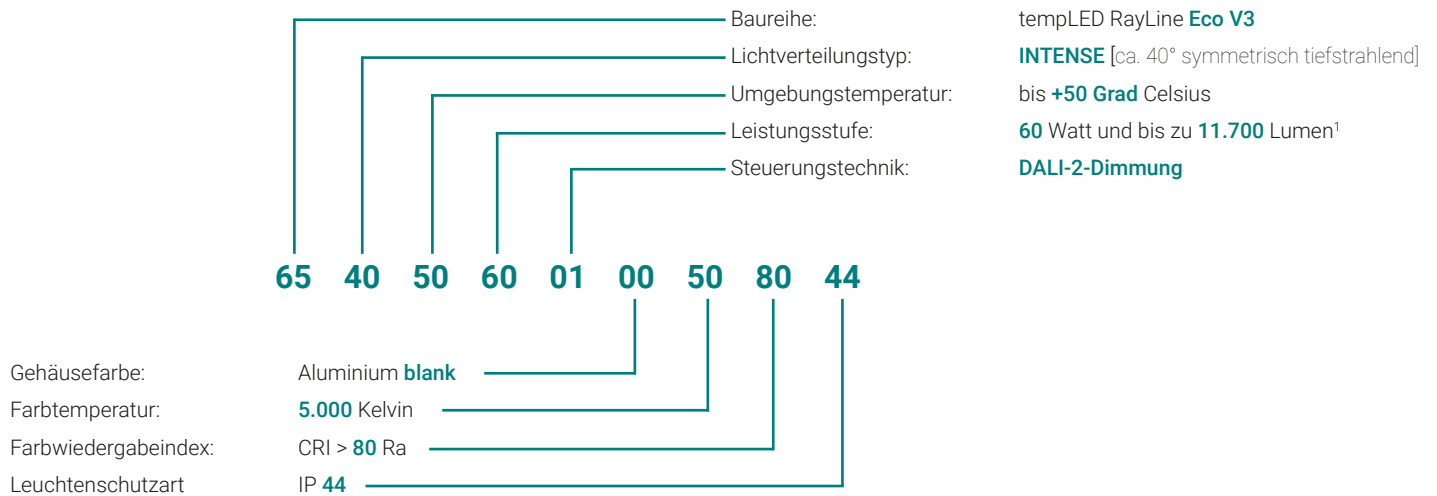 Baureihe: tempLED RayLine Eco V3
Lichtverteilungstyp: INTENSE [ca. 40° symmetrisch tiefstrahlend]
Umgebungstemperatur: bis +50 Grad Celsius
Leistungsstufe: 60 Watt und bis zu 11.700 Lumen¹
Steuerungstechnik: DALI-2-Dimmung
65 40 50 60 01 00 50 80 44
Gehäusefarbe: Aluminium blank
Farbtemperatur: 5.000 Kelvin
Farbwiedergabeindex: CRI > 80 Ra
Leuchtenschutzart IP 44